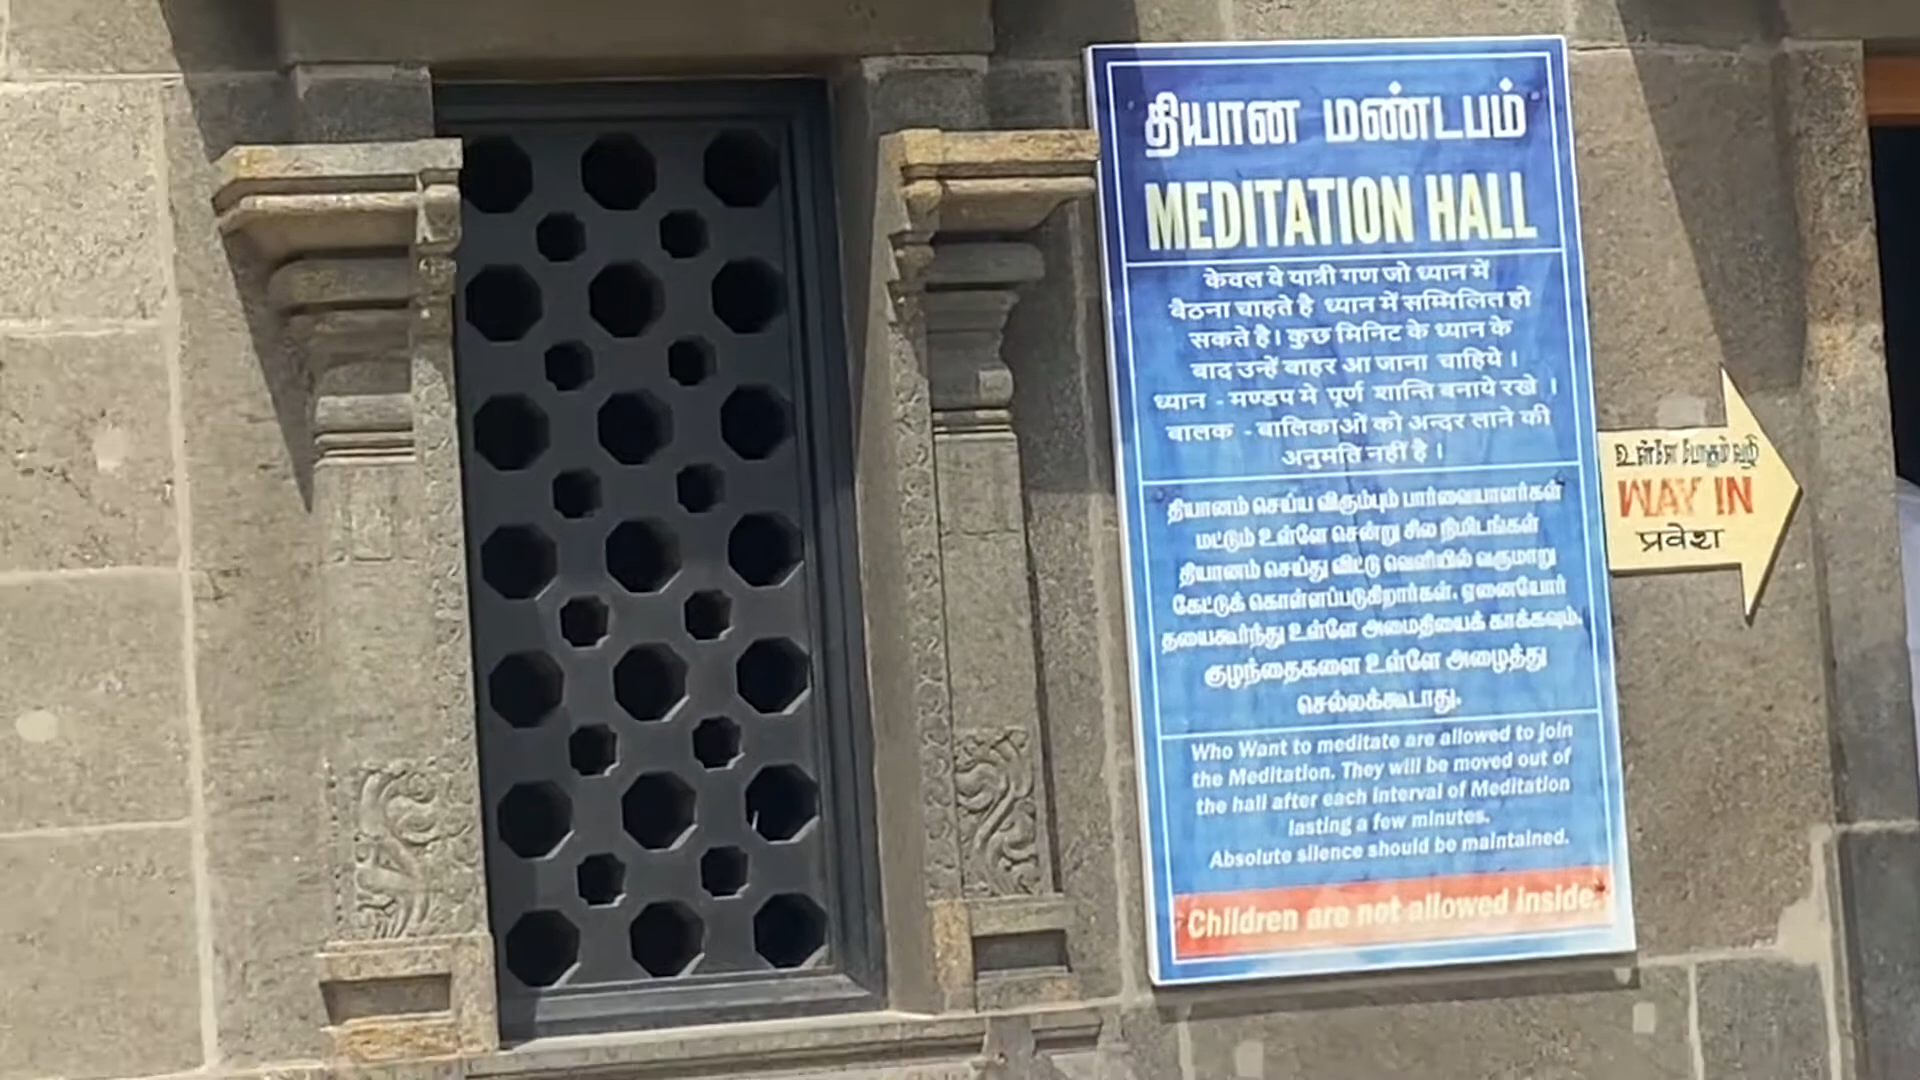 தியான மண்டபம்
MEDITATION HALL
केवल वे यात्री गण जो ध्यान में
बैठना चाहते है ध्यान में सम्मिलित हो
सकते है। कुछ मिनिट के ध्यान के
बाद उन्हें बाहर आ जाना चाहिये ।
ध्यान - मण्डप मे पूर्ण शान्ति बनाये रखे ।
बालक - बालिकाओं को अन्दर लाने की
अनुमति नहीं है ।
தியானம் செய்ய விரும்பும் பார்வையாளர்கள்
மட்டும் உள்ளே சென்று சில நிமிடங்கள்
தியானம் செய்து விட்டு வெளியில் வருமாறு
கேட்டுக் கொள்ளப்படுகிறார்கள். ஏனையோர்
தயைகூர்ந்து உள்ளே அமைதியைக் காக்கவும்.
குழந்தைகளை உள்ளே அழைத்து
செல்லக்கூடாது.
Who Want to meditate are allowed to join
the Meditation. They will be moved out of
the hall after each interval of Meditation
lasting a few minutes.
Absolute silence should be maintained.
Children are not allowed inside.
உள்ளே போகும் வழி
WAY IN
प्रवेश